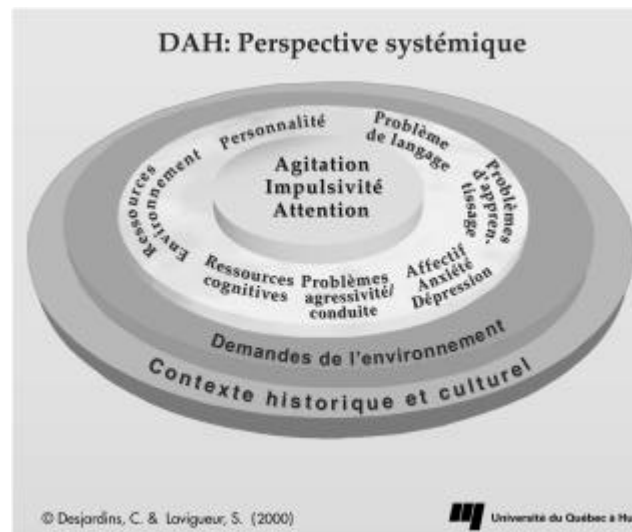 DAH: Perspective systémique
Agitation
Impulsivité
Attention
Personnalité
Problème
de langage
Problèmes
d'appren-
tissage
Affectif
Anxiété
Dépression
Problèmes
agressivité/
conduite
Ressources
cognitives
Ressources
Environnement
Demandes de l'environnement
Contexte historique et culturel
© Desjardins, C. & Lavigueur, S. (2000)
Université du Québec à Hu